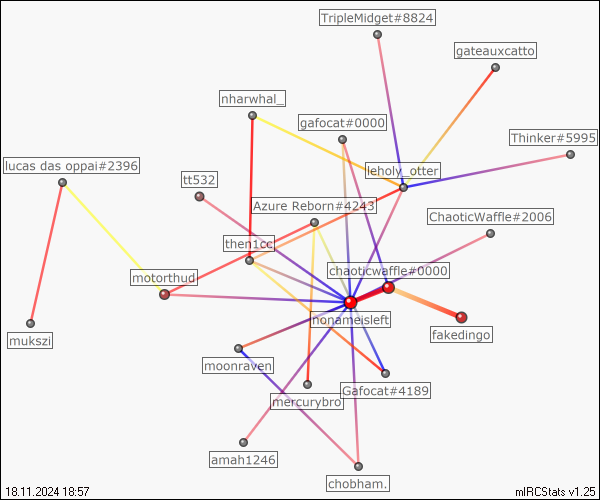 TripleMidget#8824
gateauxcatto
nharwhal_
gafocat#0000
Thinker#5995
lucas das oppai#2396
leholy_otter
tt532
Azure Reborn#4243
ChaoticWaffle#2006
then1cc
chaoticwaffle#0000
motorthud
nonameisleft
fakedingo
mukszi
moonraven
Gafocat#4189
mercurybro
amah1246
chobham.
18.11.2024 18:57
mIRCStats v1.25